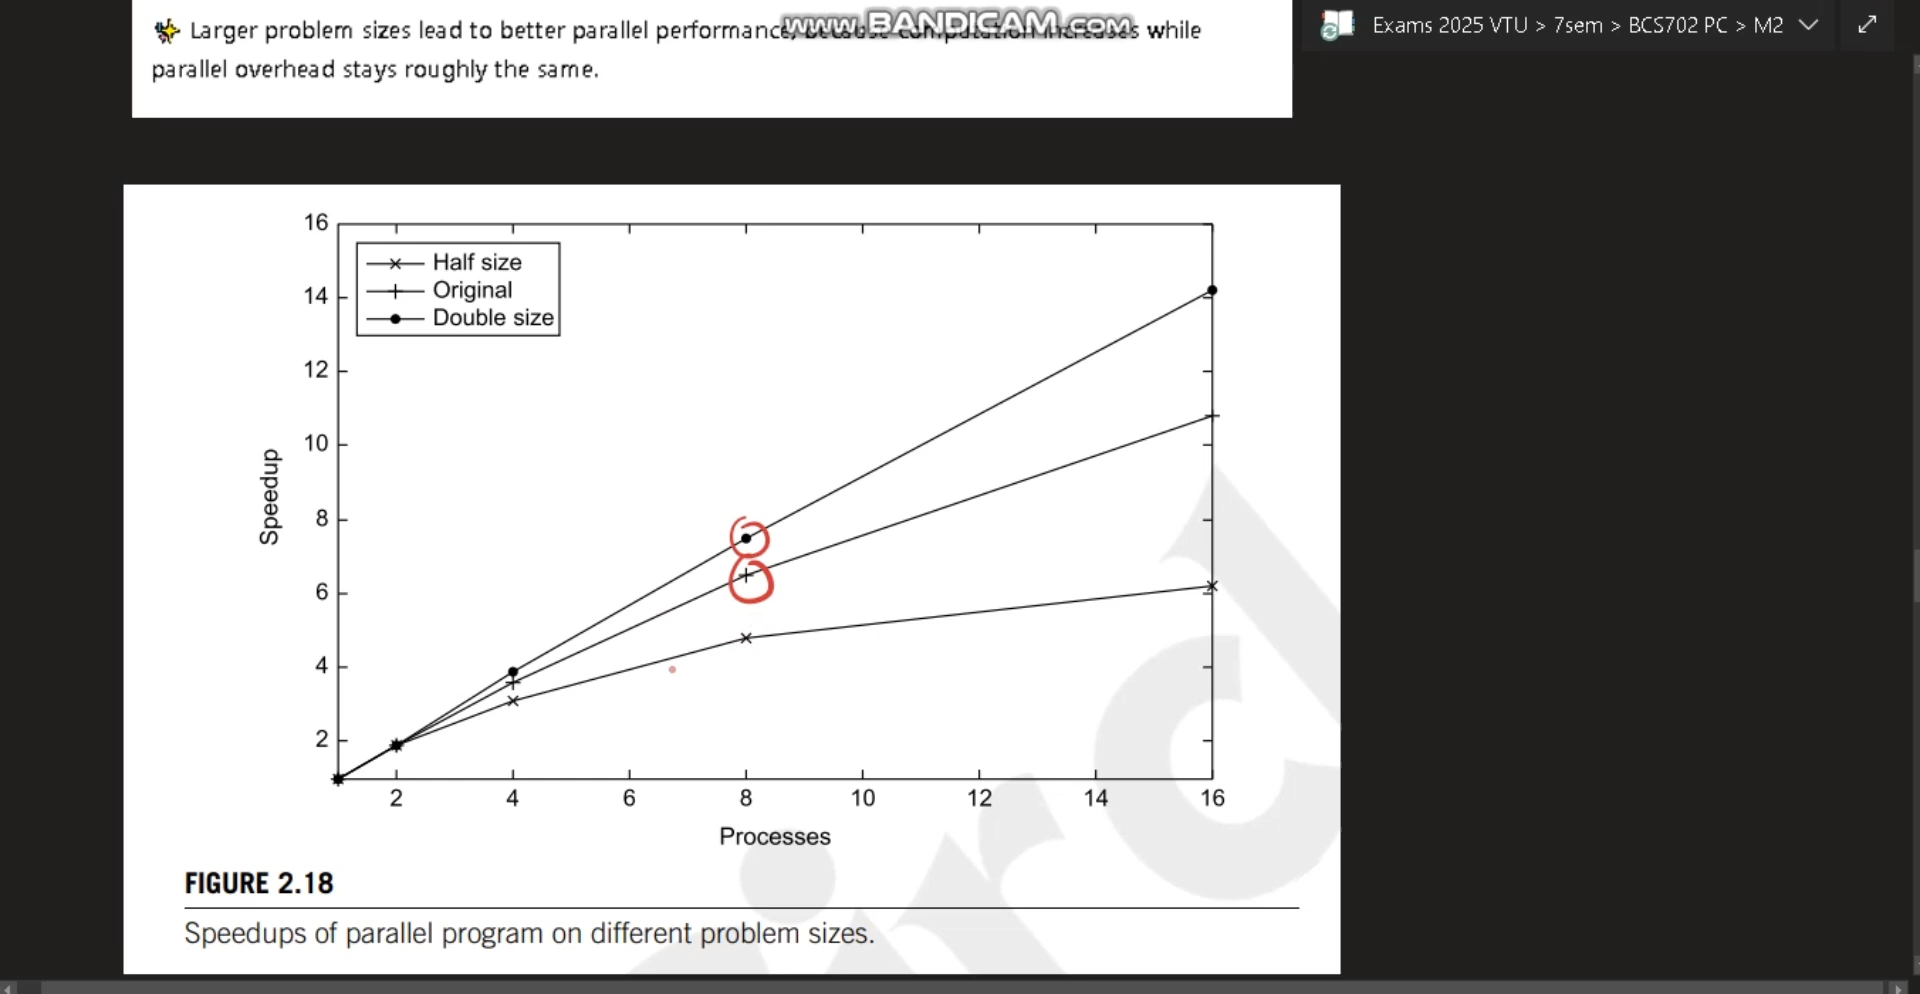 Larger problem sizes lead to better parallel performance, because computation increases while
www.BANDICAM.com
parallel overhead stays roughly the same.
Exams 2025 VTU > 7sem > BCS702 PC > M2
16
14
12
10
8
6
4
2
Speedup
Half size
Original
Double size
2 4 6 8 10 12 14 16
Processes
FIGURE 2.18
Speedups of parallel program on different problem sizes.